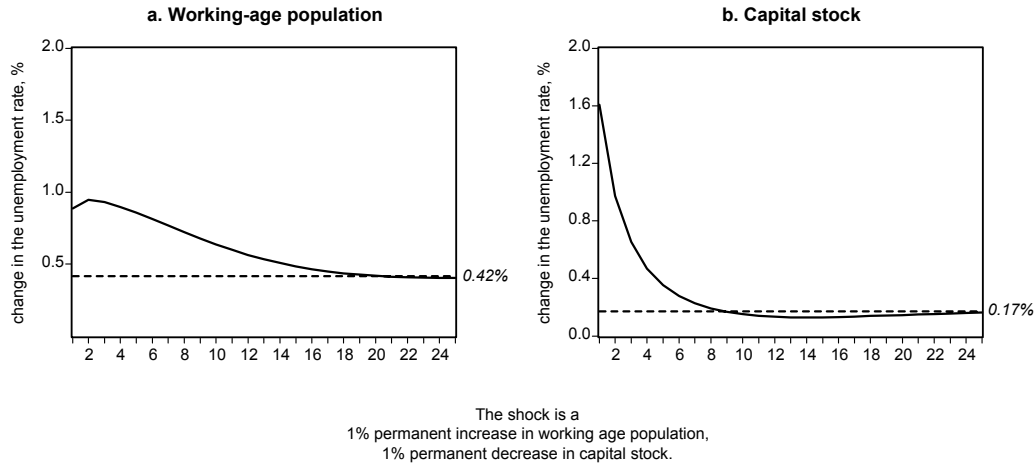 a. Working-age population
change in the unemployment rate, %
2.0
1.5
1.0
0.5
0.42%
2 4 6 8 10 12 14 16 18 20 22 24
b. Capital stock
change in the unemployment rate, %
2.0
1.6
1.2
0.8
0.4
0.0
0.17%
2 4 6 8 10 12 14 16 18 20 22 24
The shock is a
1% permanent increase in working age population,
1% permanent decrease in capital stock.